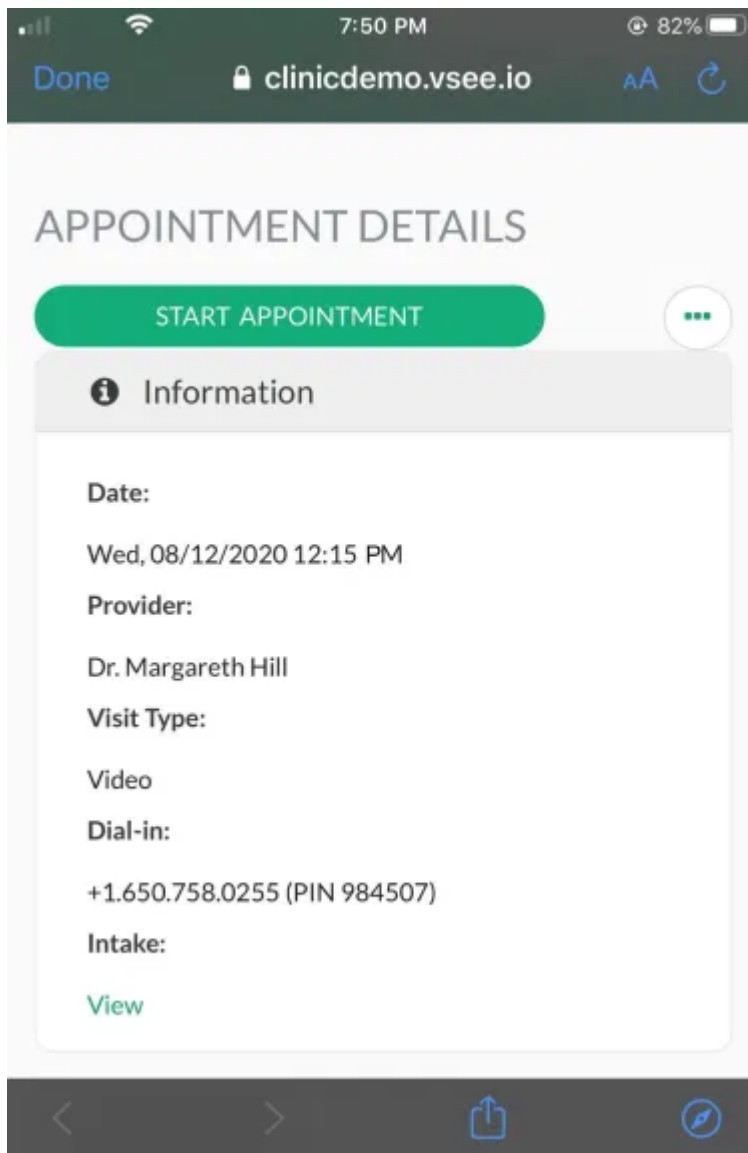 7:50 PM 82%
Done clinicdemo.vsee.io AA
APPOINTMENT DETAILS
START APPOINTMENT
Information
Date:
Wed, 08/12/2020 12:15 PM
Provider:
Dr. Margareth Hill
Visit Type:
Video
Dial-in:
+1.650.758.0255 (PIN 984507)
Intake:
View